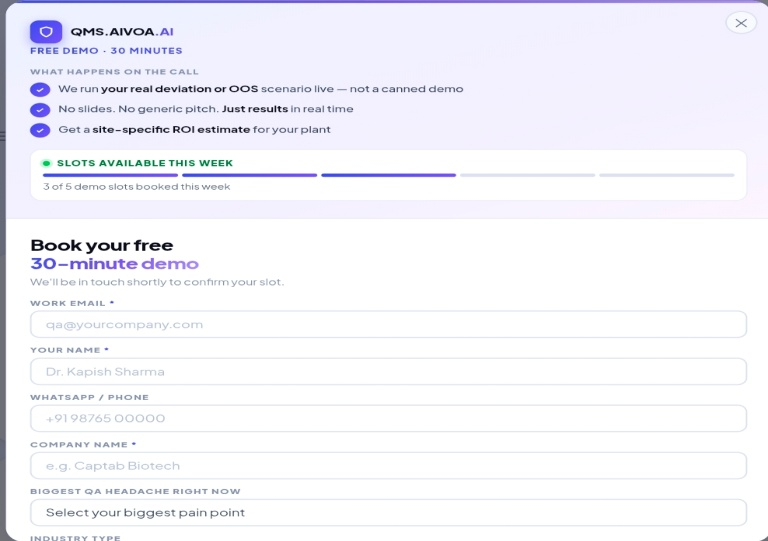 QMS.AIVOA.AI
FREE DEMO · 30 MINUTES
WHAT HAPPENS ON THE CALL
We run your real deviation or OOS scenario live — not a canned demo
No slides. No generic pitch. Just results in real time
Get a site-specific ROI estimate for your plant
SLOTS AVAILABLE THIS WEEK
3 of 5 demo slots booked this week
Book your free
30-minute demo
We'll be in touch shortly to confirm your slot.
WORK EMAIL *
qa@yourcompany.com
YOUR NAME *
Dr. Kapish Sharma
WHATSAPP / PHONE
+91 98765 00000
COMPANY NAME *
e.g. Captab Biotech
BIGGEST QA HEADACHE RIGHT NOW
Select your biggest pain point
INDUSTRY TYPE